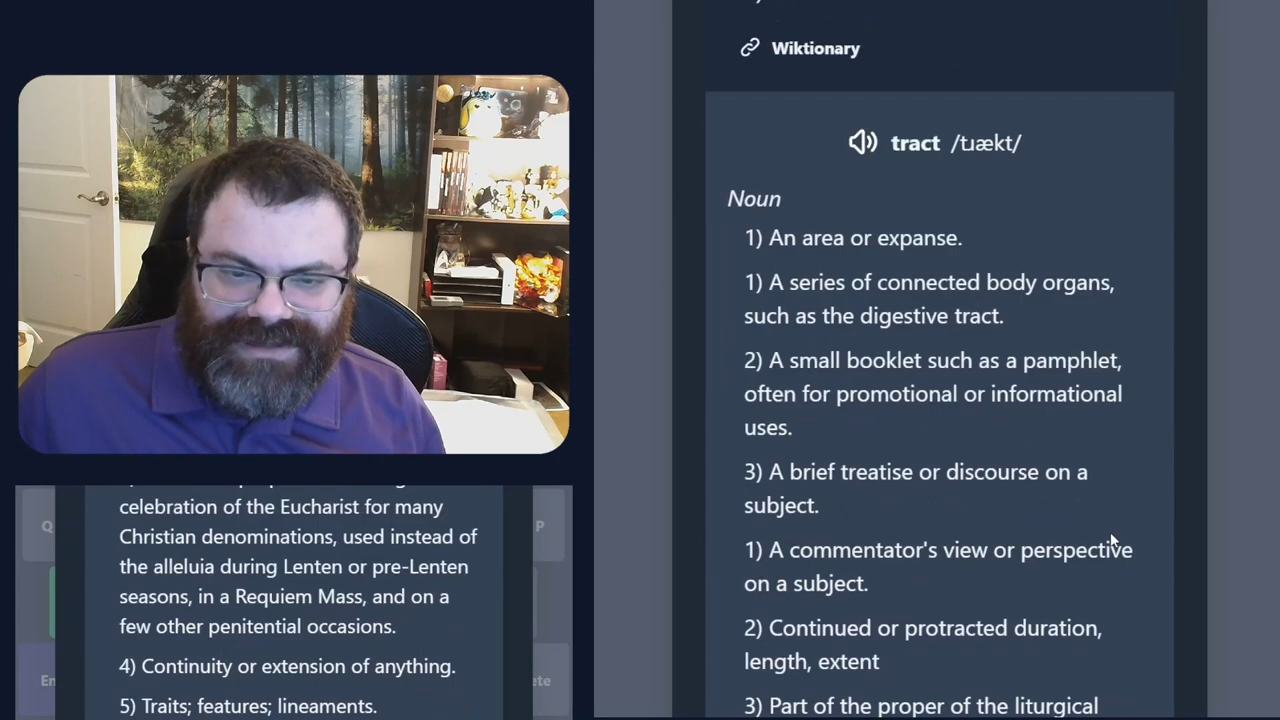 Wiktionary
tract /tɹækt/
Noun
1) An area or expanse.
1) A series of connected body organs,
such as the digestive tract.
2) A small booklet such as a pamphlet,
often for promotional or informational
uses.
3) A brief treatise or discourse on a
subject.
1) A commentator's view or perspective
on a subject.
2) Continued or protracted duration,
length, extent
3) Part of the proper of the liturgical
Q
P
celebration of the Eucharist for many
Christian denominations, used instead of
the alleluia during Lenten or pre-Lenten
seasons, in a Requiem Mass, and on a
few other penitential occasions.
4) Continuity or extension of anything.
En
ete
5) Traits; features; lineaments.